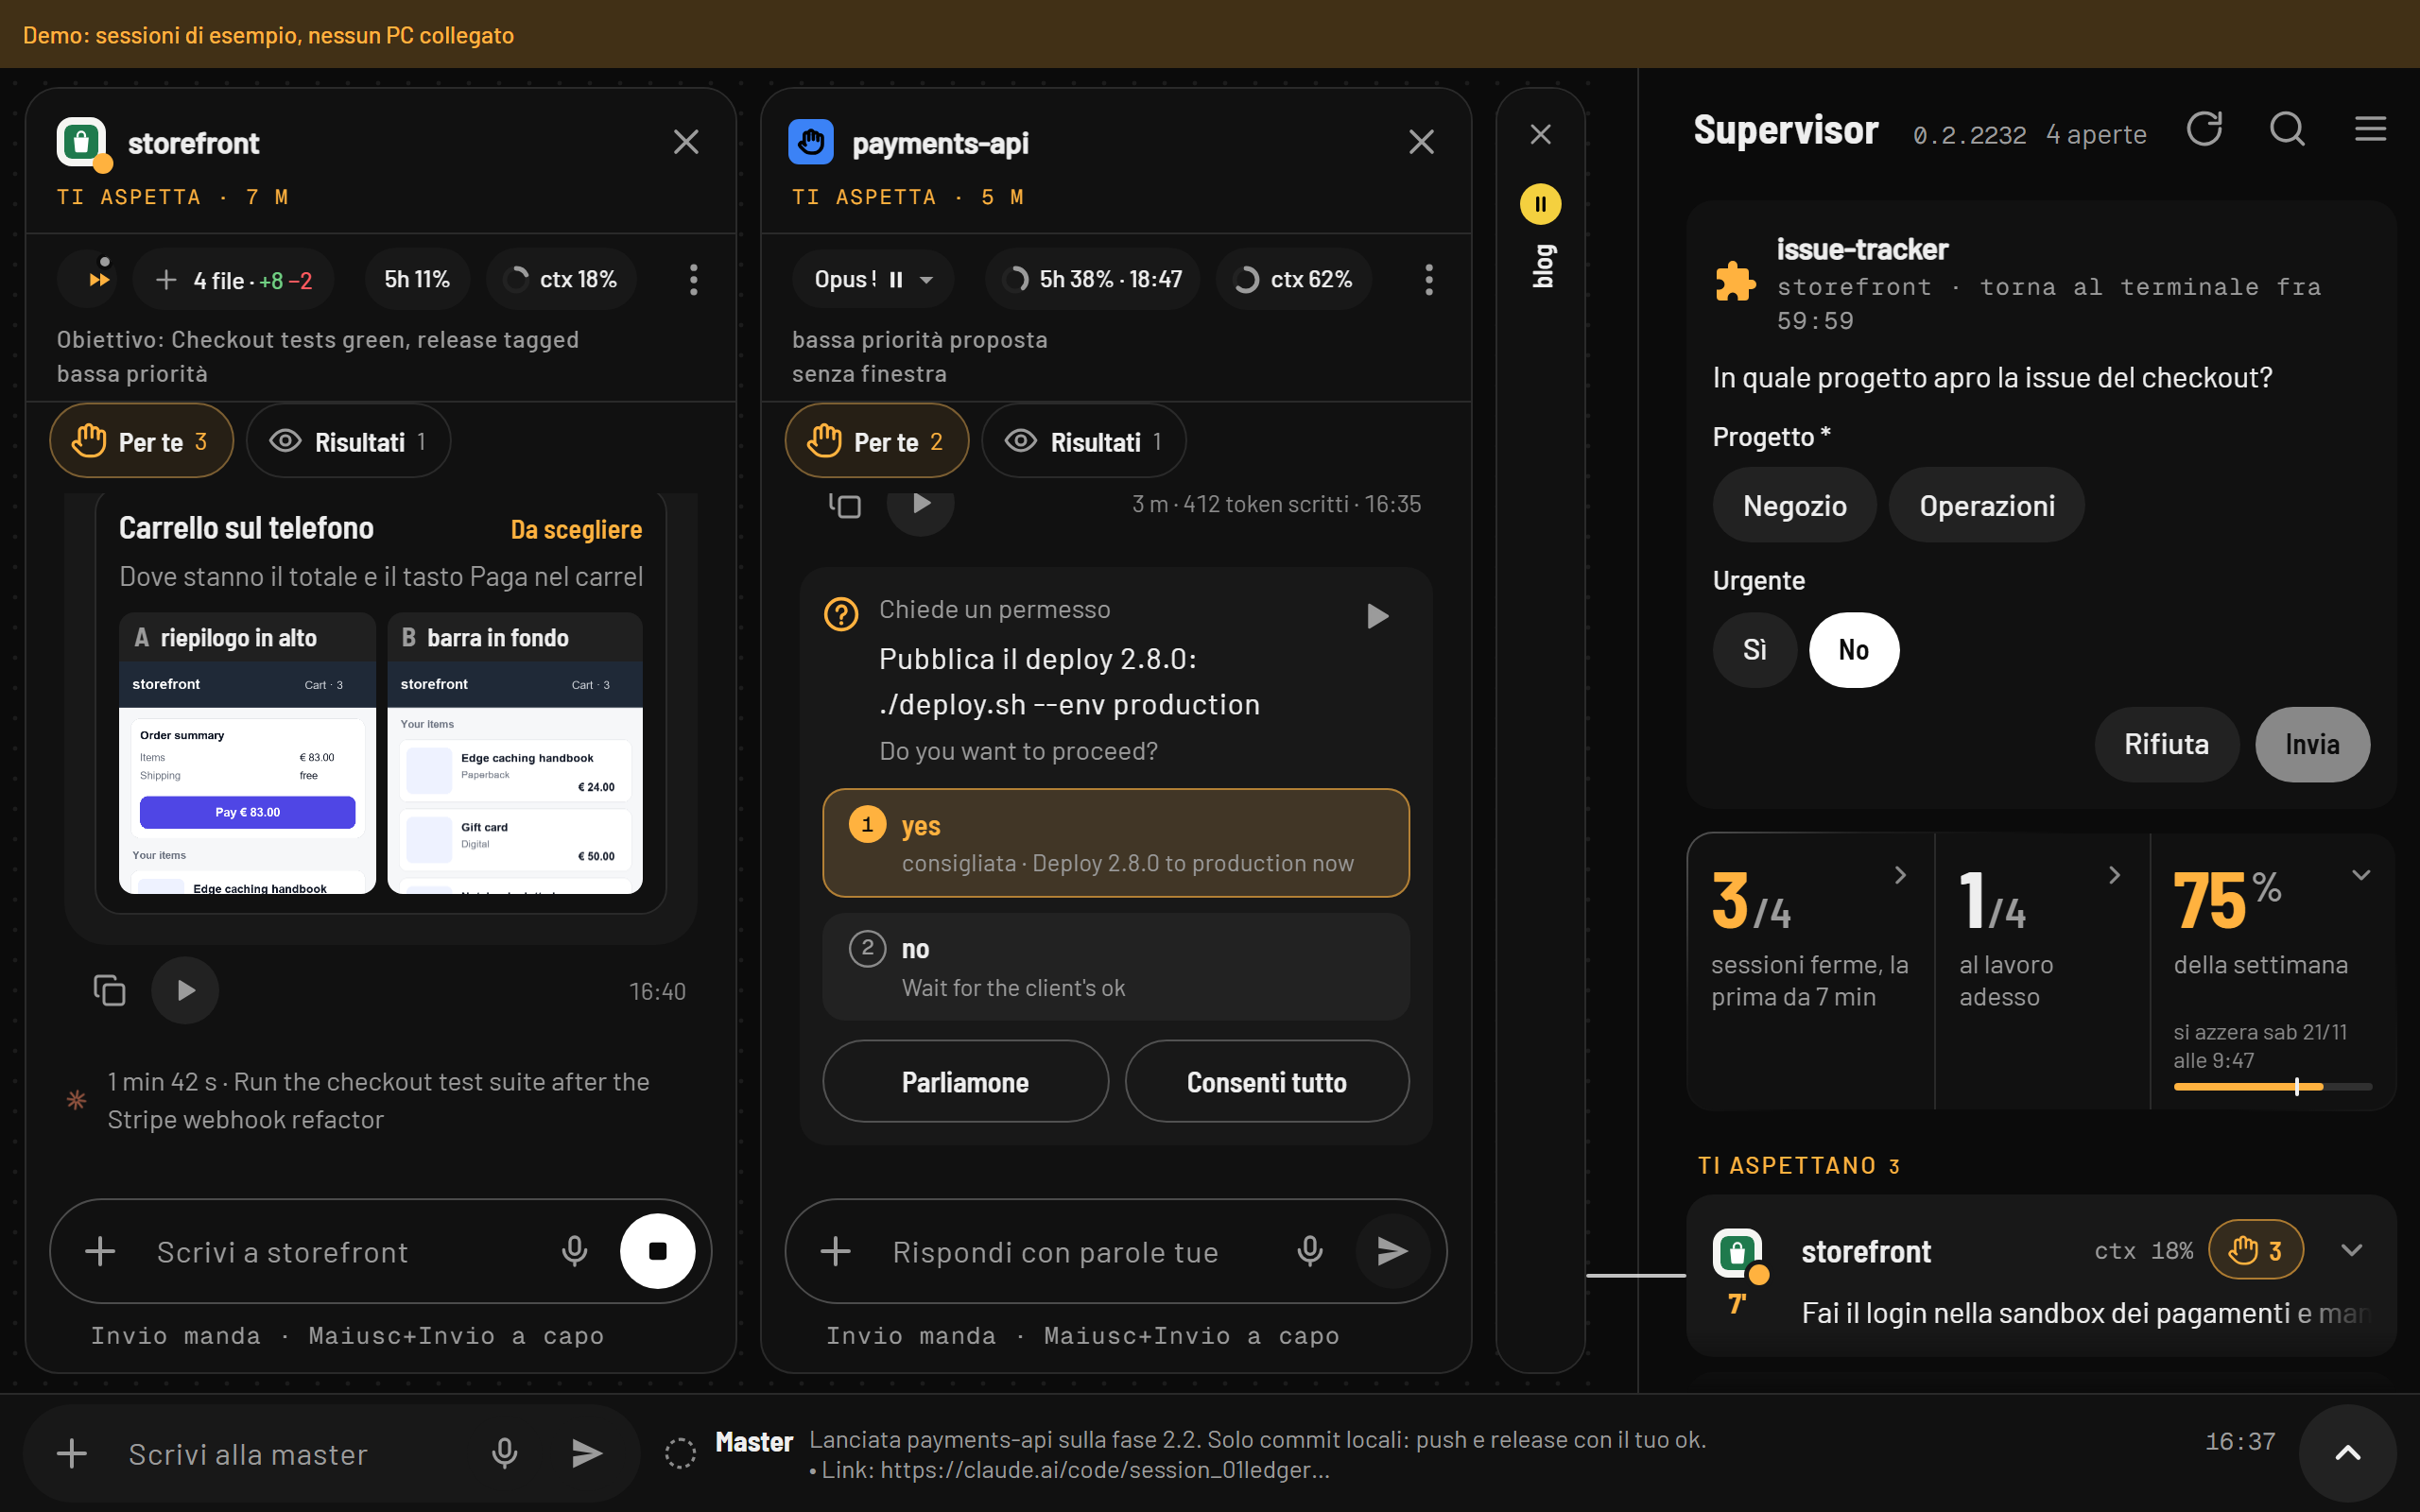 Demo: sessioni di esempio, nessun PC collegato
storefront
TI ASPETTA · 7 M
4 file · +8 −2
5h 11%
ctx 18%
Obiettivo: Checkout tests green, release tagged
bassa priorità
Per te 3
Risultati 1
Carrello sul telefono
Da scegliere
Dove stanno il totale e il tasto Paga nel carrel
A riepilogo in alto
storefront
Cart · 3
Order summary
Items € 83.00
Shipping free
Pay € 83.00
Your items
Edge caching handbook
B barra in fondo
storefront
Cart · 3
Your items
Edge caching handbook
Paperback
€ 24.00
Gift card
Digital
€ 50.00
16:40
1 min 42 s · Run the checkout test suite after the
Stripe webhook refactor
Scrivi a storefront
Invio manda · Maiusc+Invio a capo
payments-api
TI ASPETTA · 5 M
Opus
5h 38% · 18:47
ctx 62%
bassa priorità proposta
senza finestra
Per te 2
Risultati 1
3 m · 412 token scritti · 16:35
Chiede un permesso
Pubblica il deploy 2.8.0:
./deploy.sh --env production
Do you want to proceed?
1 yes
consigliata · Deploy 2.8.0 to production now
2 no
Wait for the client's ok
Parliamone
Consenti tutto
Rispondi con parole tue
Invio manda · Maiusc+Invio a capo
blog
Supervisor
0.2.2232
4 aperte
issue-tracker
storefront · torna al terminale fra
59:59
In quale progetto apro la issue del checkout?
Progetto *
Negozio
Operazioni
Urgente
Sì
No
Rifiuta
Invia
3/4
sessioni ferme, la
prima da 7 min
1/4
al lavoro
adesso
75%
della settimana
si azzera sab 21/11
alle 9:47
TI ASPETTANO 3
storefront
ctx 18%
3
7'
Fai il login nella sandbox dei pagamenti e man
Scrivi alla master
Master
Lanciata payments-api sulla fase 2.2. Solo commit locali: push e release con il tuo ok.
• Link: https://claude.ai/code/session_01ledger...
16:37